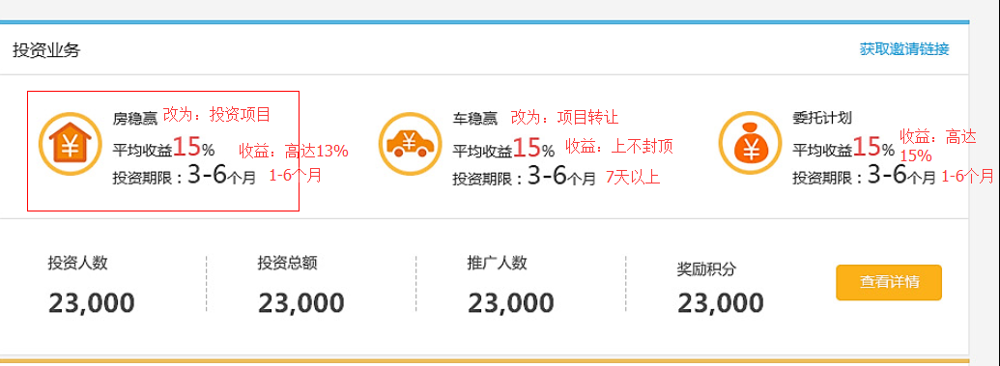 投资业务 获取邀请链接
房稳赢 改为：投资项目
平均收益15% 收益：高达13%
投资期限：3-6个月 1-6个月
车稳赢 改为：项目转让
平均收益15% 收益：上不封顶
投资期限：3-6个月 7天以上
委托计划
平均收益15% 收益：高达
15%
投资期限：3-6个月 1-6个月
投资人数
23,000
投资总额
23,000
推广人数
23,000
奖励积分
23,000
查看详情